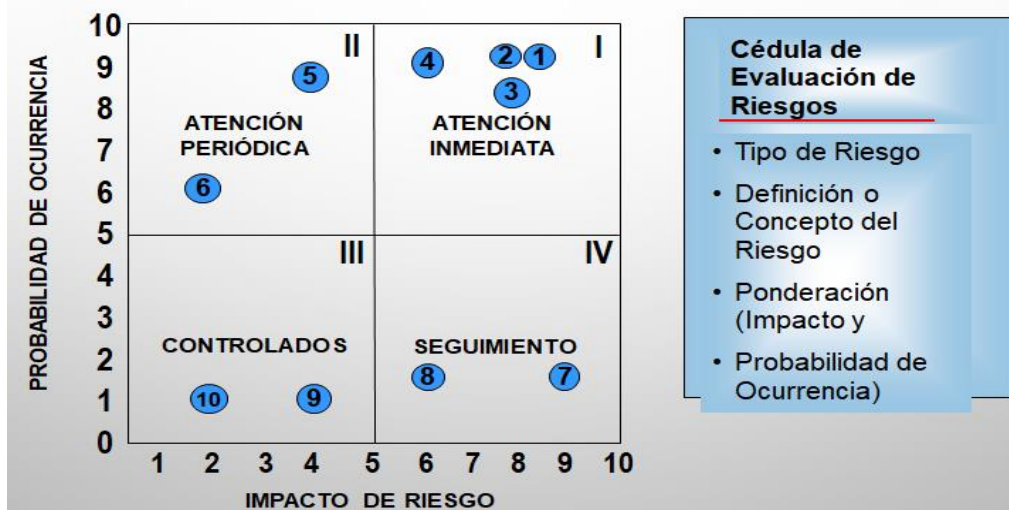 PROBABILIDAD DE OCURRENCIA
10
9
8
7
6
5
4
3
2
1
0
II
I
5
4
2
1
3
ATENCIÓN
PERIÓDICA
ATENCIÓN
INMEDIATA
6
III
IV
CONTROLADOS
SEGUIMIENTO
10
9
8
7
1 2 3 4 5 6 7 8 9 10
IMPACTO DE RIESGO
Cédula de
Evaluación de
Riesgos
• Tipo de Riesgo
• Definición o
Concepto del
Riesgo
• Ponderación
(Impacto y
• Probabilidad de
Ocurrencia)